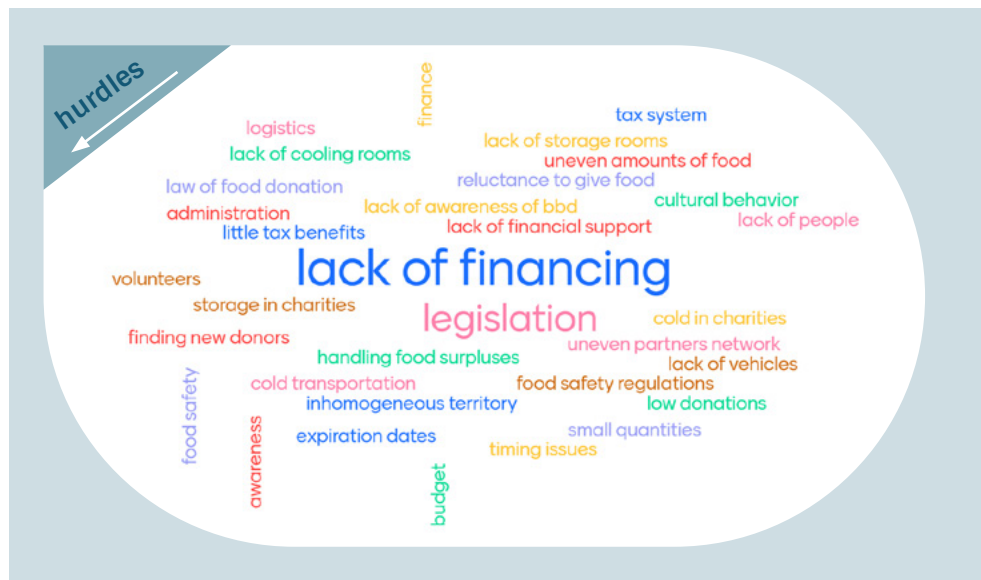 hurdles
finance
tax system
logistics
lack of storage rooms
lack of cooling rooms
uneven amounts of food
law of food donation
reluctance to give food
cultural behavior
administration
lack of awareness of bbd
lack of people
little tax benefits
lack of financial support
lack of financing
volunteers
storage in charities
legislation
cold in charities
finding new donors
uneven partners network
handling food surpluses
lack of vehicles
food safety
cold transportation
food safety regulations
inhomogeneous territory
low donations
awareness
expiration dates
small quantities
timing issues
budget